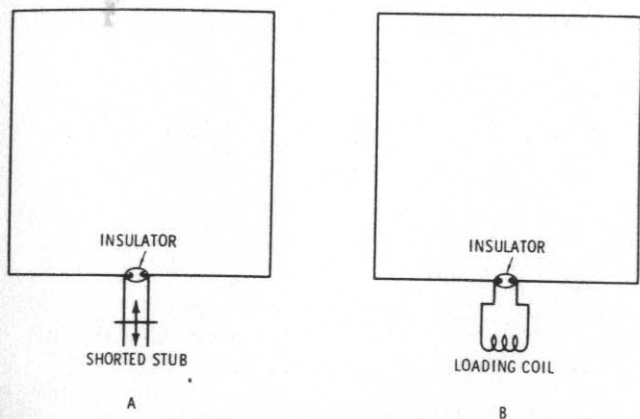 INSULATOR
SHORTED STUB
A
INSULATOR
LOADING COIL
B